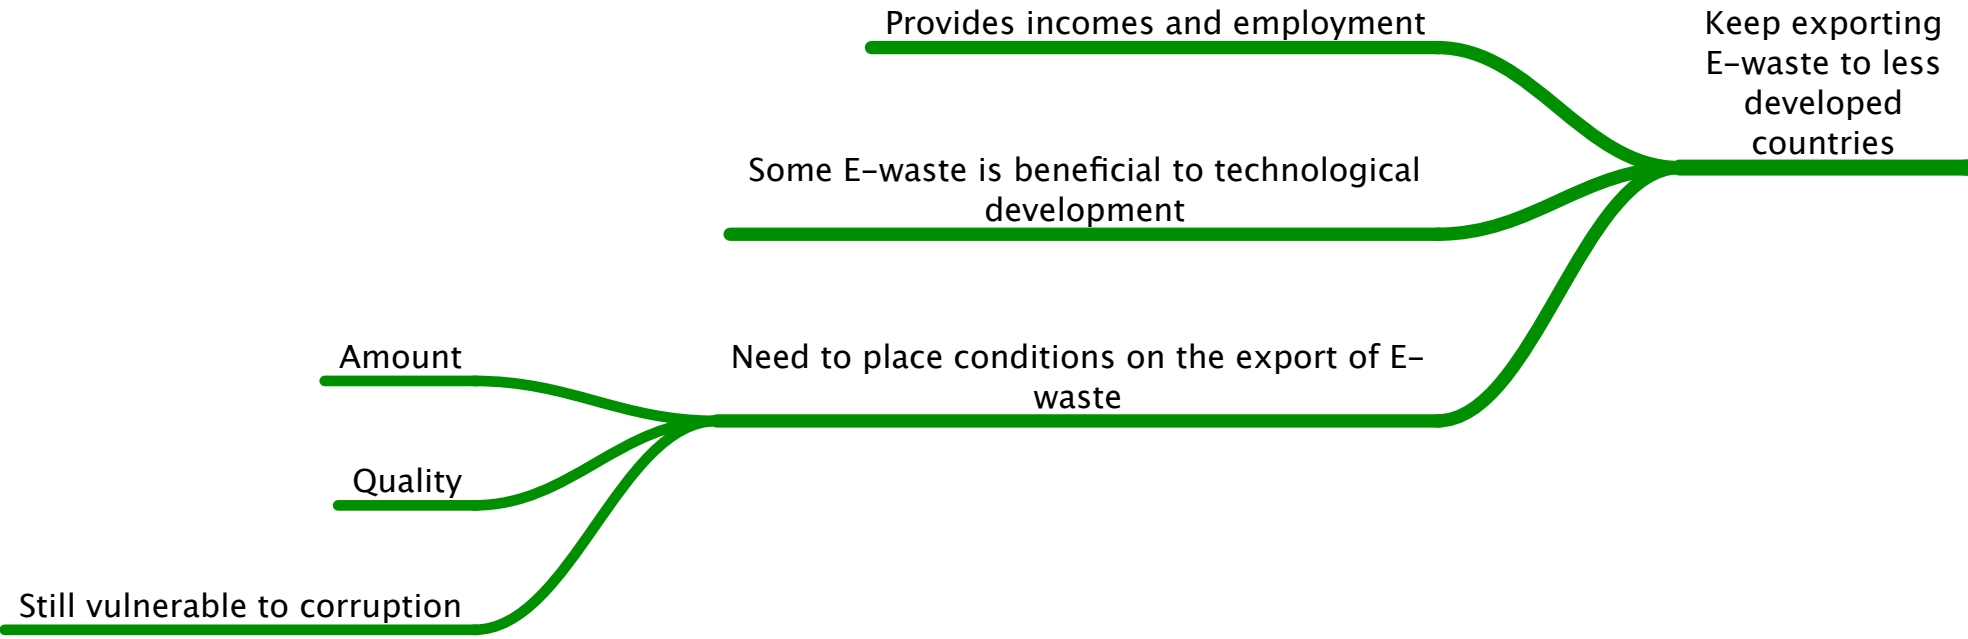 Provides incomes and employment
Keep exporting
E-waste to less
developed
countries
Some E-waste is beneficial to technological
development
Need to place conditions on the export of E-
waste
Amount
Quality
Still vulnerable to corruption